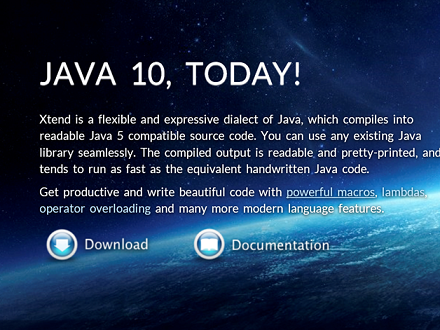 JAVA 10, TODAY!
Xtend is a flexible and expressive dialect of Java, which compiles into
readable Java 5 compatible source code. You can use any existing Java
library seamlessly. The compiled output is readable and pretty-printed, and
tends to run as fast as the equivalent handwritten Java code.
Get productive and write beautiful code with powerful macros, lambdas,
operator overloading and many more modern language features.
Download
Documentation